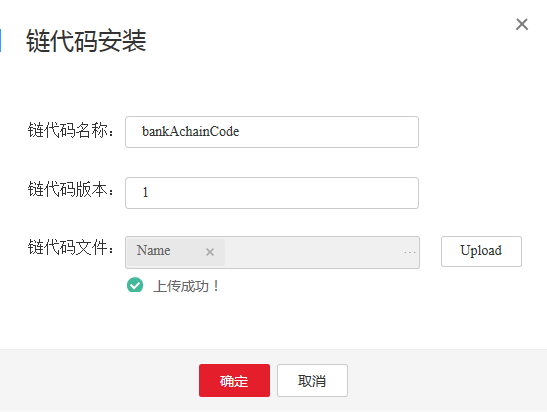 链代码安装
链代码名称： bankAchainCode
链代码版本： 1
链代码文件： Name ... Upload
上传成功！
确定 取消